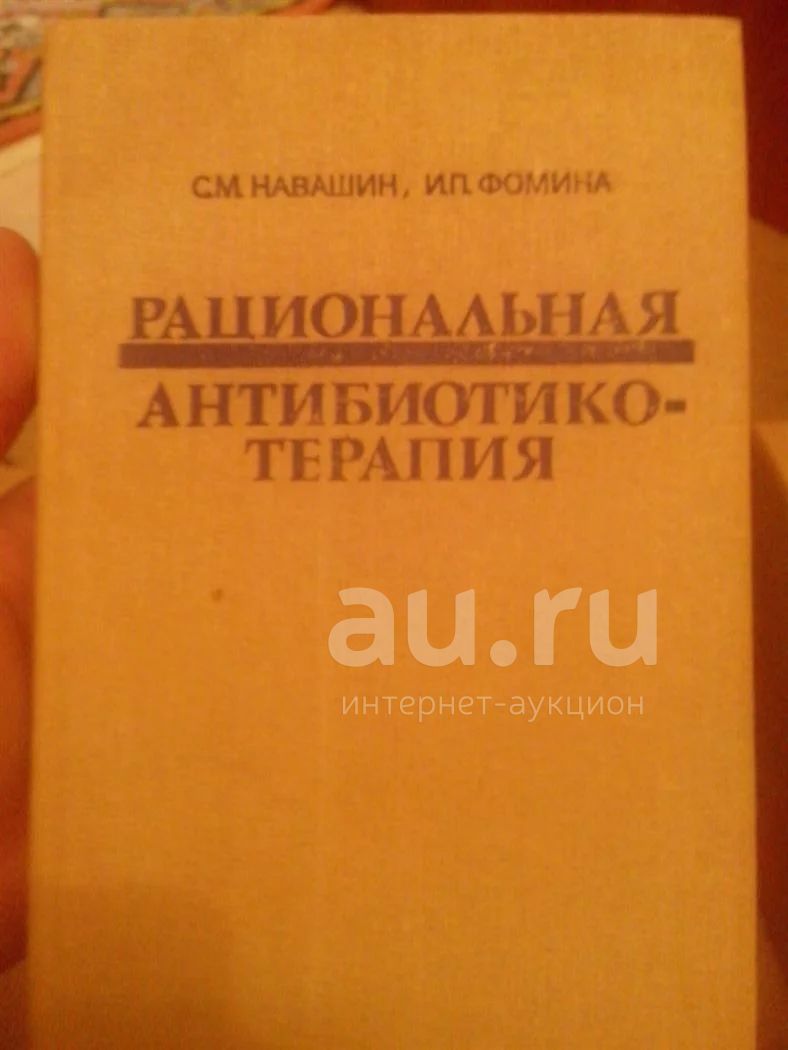 С.М. НАВАШИН, И.П. ФОМИНА
РАЦИОНАЛЬНАЯ
АНТИБИОТИКО-
ТЕРАПИЯ
au.ru
интернет-аукцион